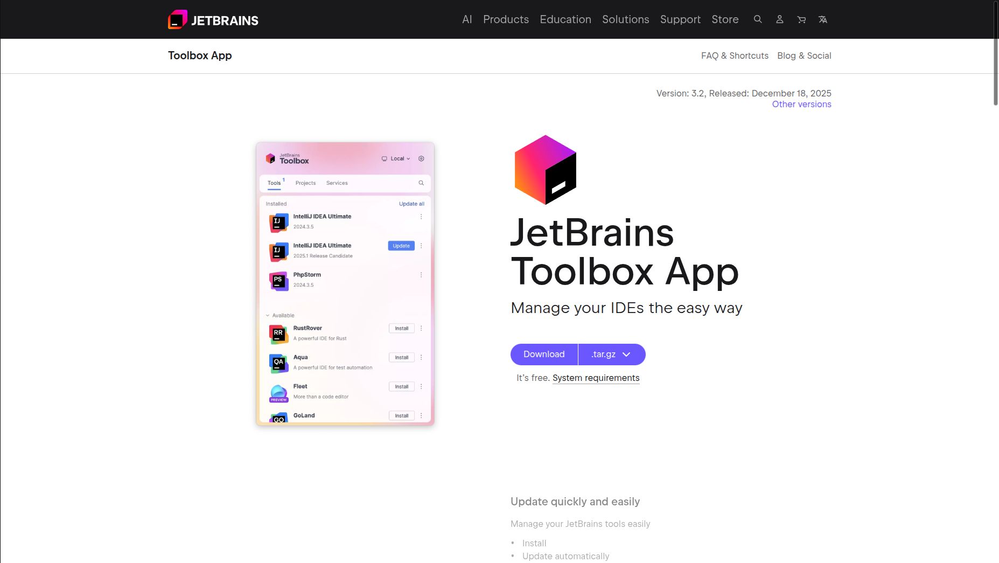 JETBRAINS
AI Products Education Solutions Support Store
Toolbox App
FAQ & Shortcuts Blog & Social
Version: 3.2, Released: December 18, 2025
Other versions
JetBrains
Toolbox
Local
Tools 1 Projects Services
Installed Update all
IJ
IntelliJ IDEA Ultimate
2024.3.5
IJ
IntelliJ IDEA Ultimate
2025.1 Release Candidate
Update
PS
PhpStorm
2024.3.5
Available
RR
RustRover
A powerful IDE for Rust
Install
QA
Aqua
A powerful IDE for test automation
Install
PREVIEW
Fleet
More than a code editor
Install
GO
GoLand
Install
JetBrains
Toolbox App
Manage your IDEs the easy way
Download .tar.gz
It's free. System requirements
Update quickly and easily
Manage your JetBrains tools easily
• Install
• Update automatically